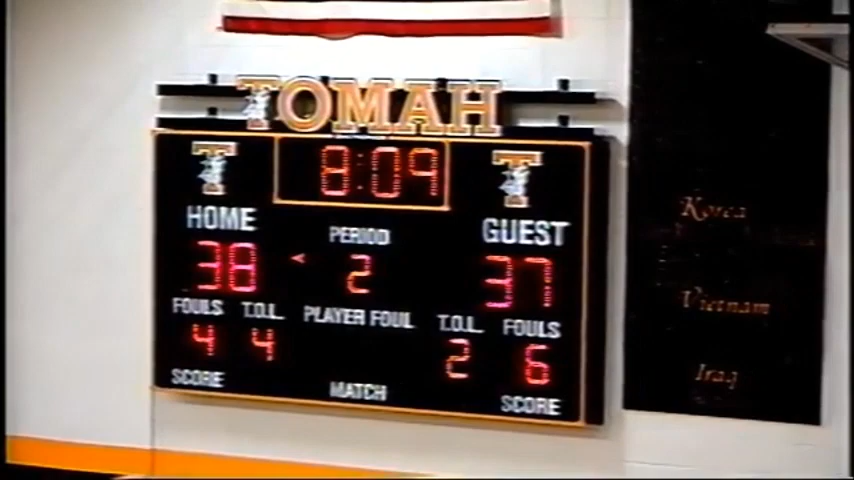 TOMAH
T T
8:09
HOME GUEST
PERIOD
38 < 2 37
FOULS T.O.L. PLAYER FOUL T.O.L. FOULS
4 4 2 6
SCORE MATCH SCORE
Korea
Vietnam
Iraq